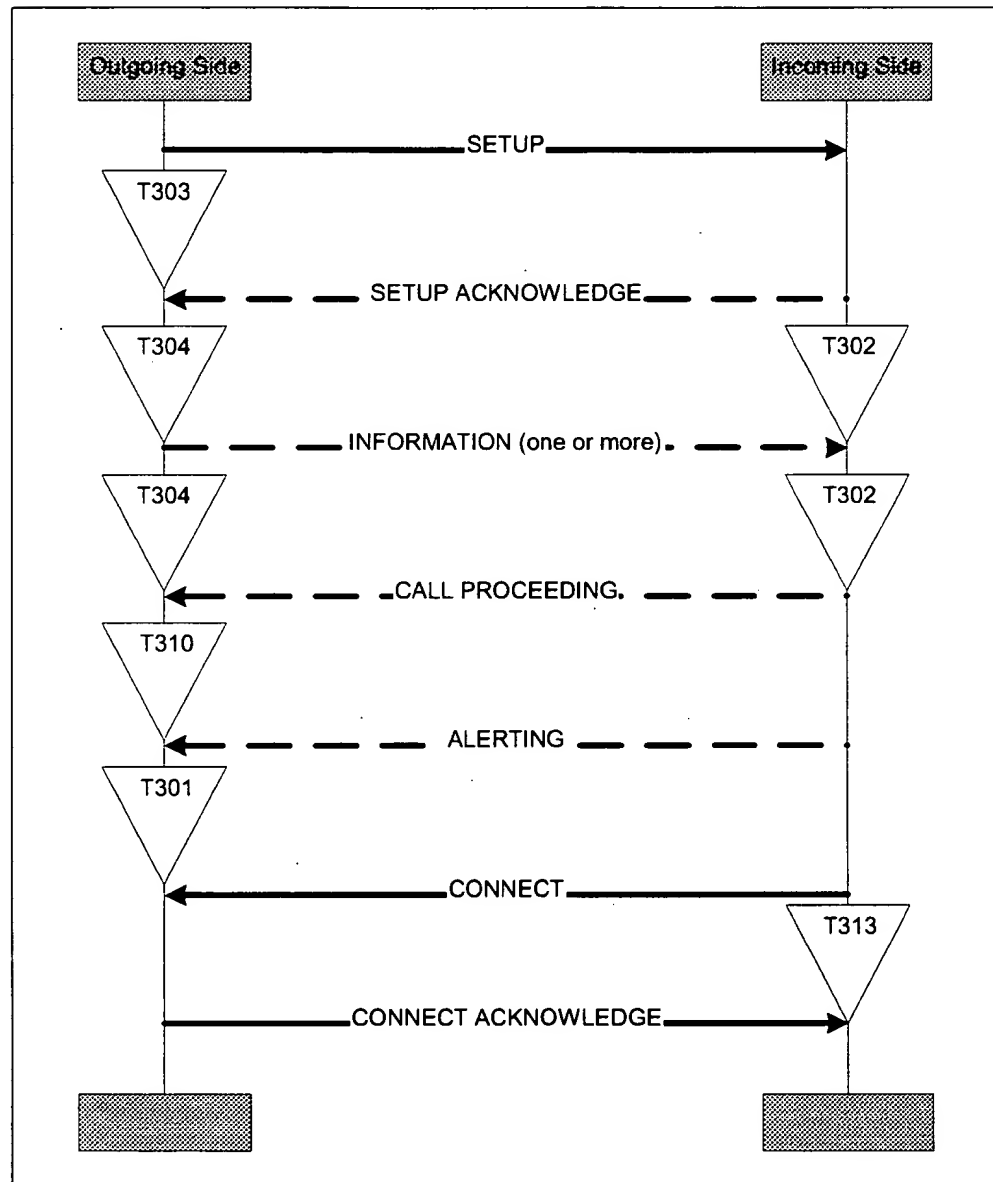 Outgoing Side
Incoming Side
SETUP
T303
SETUP ACKNOWLEDGE
T304
T302
INFORMATION (one or more)
T304
T302
CALL PROCEEDING
T310
ALERTING
T301
CONNECT
T313
CONNECT ACKNOWLEDGE